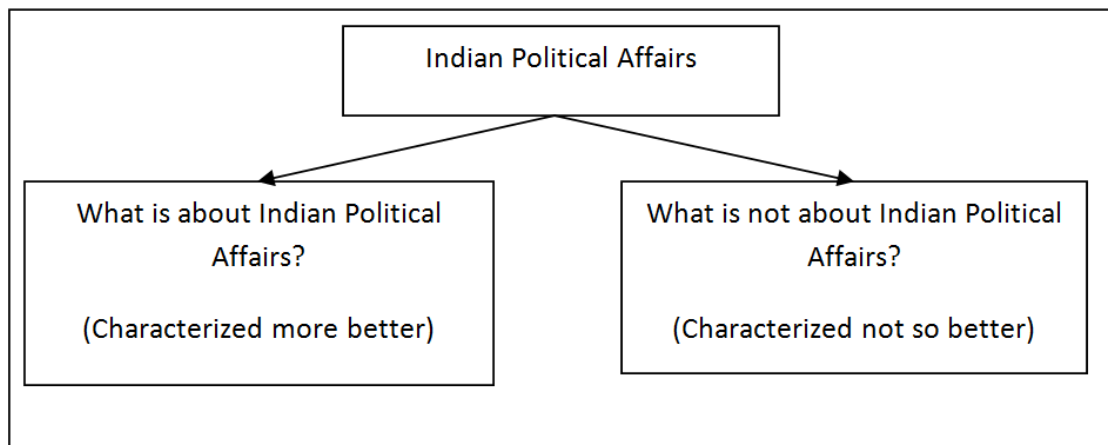 Indian Political Affairs
What is about Indian Political
Affairs?
(Characterized more better)
What is not about Indian Political
Affairs?
(Characterized not so better)